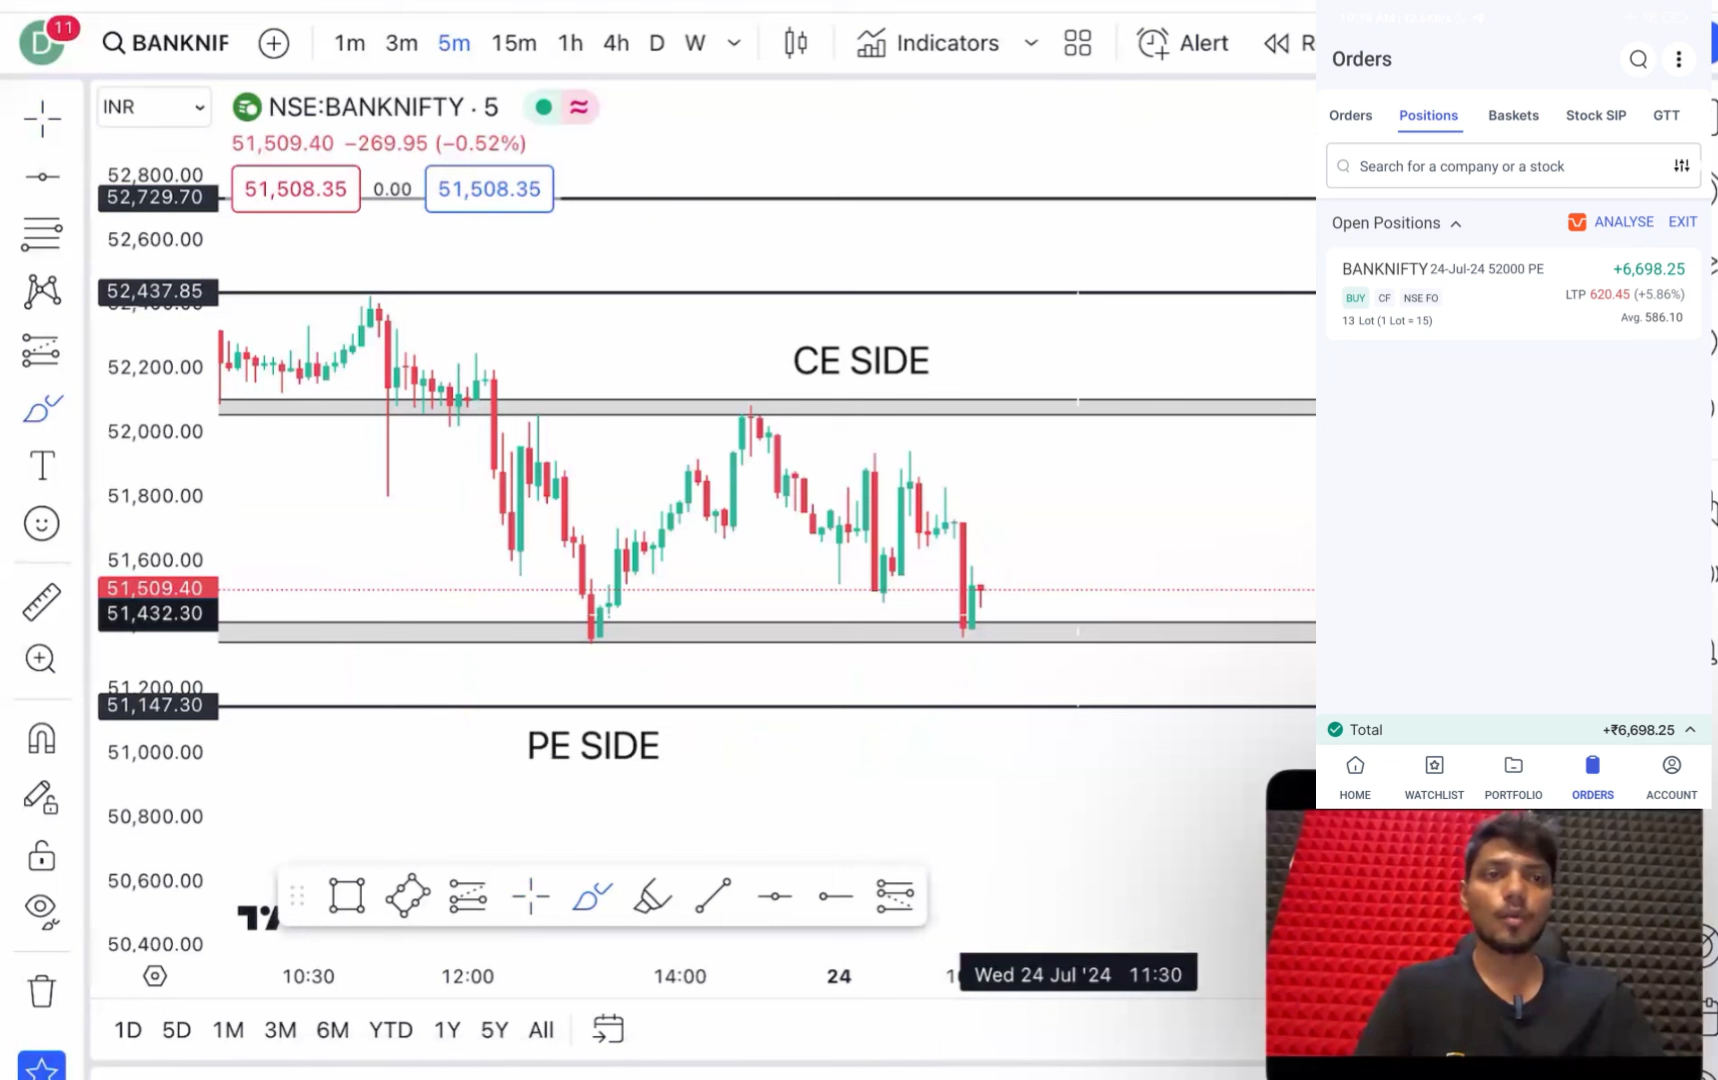 D 11 BANKNIF 1m 3m 5m 15m 1h 4h D W Indicators Alert R
INR NSE:BANKNIFTY · 5
51,509.40 −269.95 (−0.52%)
51,508.35 0.00 51,508.35
52,800.00
52,729.70
52,600.00
52,437.85
52,200.00
52,000.00
51,800.00
51,600.00
51,509.40
51,432.30
51,200.00
51,147.30
51,000.00
50,800.00
50,600.00
50,400.00
CE SIDE
PE SIDE
10:30 12:00 14:00 24 Wed 24 Jul '24 11:30
1D 5D 1M 3M 6M YTD 1Y 5Y All
Orders
Orders Positions Baskets Stock SIP GTT
Search for a company or a stock
Open Positions ANALYSE EXIT
BANKNIFTY 24-Jul-24 52000 PE +6,698.25
BUY CF NSE FO LTP 620.45 (+5.86%)
13 Lot (1 Lot = 15) Avg. 586.10
Total +₹6,698.25
HOME WATCHLIST PORTFOLIO ORDERS ACCOUNT